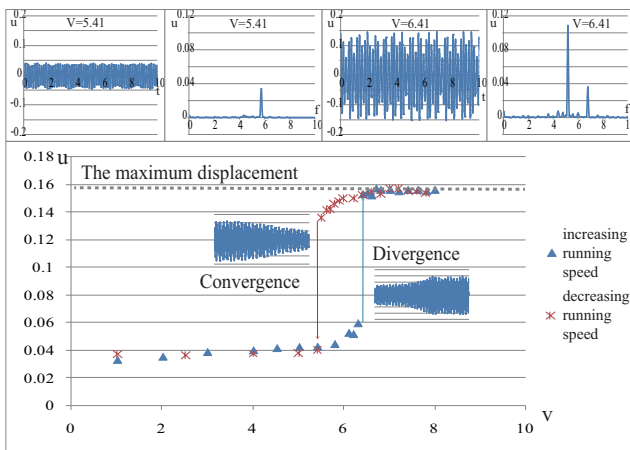 0.2 u V=5.41
0.1
0
0 2 4 6 8 10
t
-0.1
-0.2
u V=5.41
0.12
0.08
0.04
0
f
0 2 4 6 8 10
0.2 u V=6.41
0.1
0
0 2 4 6 8 10
t
-0.1
-0.2
u V=6.41
0.12
0.08
0.04
0
f
0 2 4 6 8 10
0.18 u
The maximum displacement
0.16
0.14
0.12
0.1
0.08
0.06
0.04
0.02
0
Convergence
Divergence
0 2 4 6 8 10
V
increasing
running
speed
decreasing
running
speed